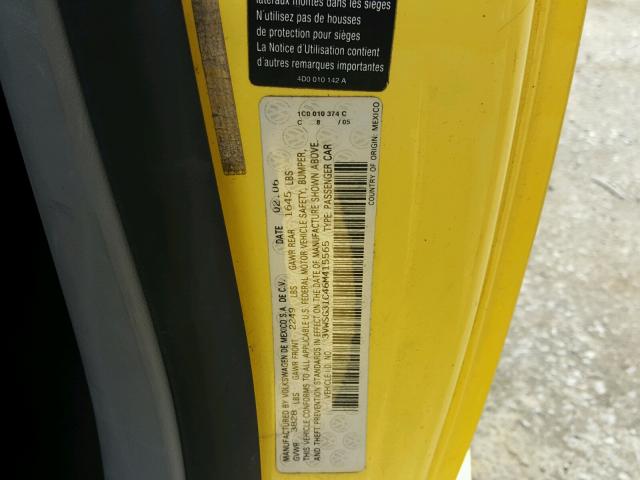 latéraux montés dans les sièges
N'utilisez pas de housses
de protection pour sièges
La Notice d'Utilisation contient
d'autres remarques importantes
4D0 010 142 A
1C0 010 374 C
C 8 /05
MANUFACTURED BY VOLKSWAGEN DE MEXICO S.A. DE C.V. DATE 02.06
GVWR 3828 LBS GAWR FRONT 2249 LBS GAWR REAR 1645 LBS
THIS VEHICLE CONFORMS TO ALL APPLICABLE U.S. FEDERAL MOTOR VEHICLE SAFETY, BUMPER,
AND THEFT PREVENTION STANDARDS IN EFFECT ON THE DATE OF MANUFACTURE SHOWN ABOVE.
VEHICLE I.D. NO. 3VWSG31C46M415565 TYPE: PASSENGER CAR
COUNTRY OF ORIGIN: MEXICO